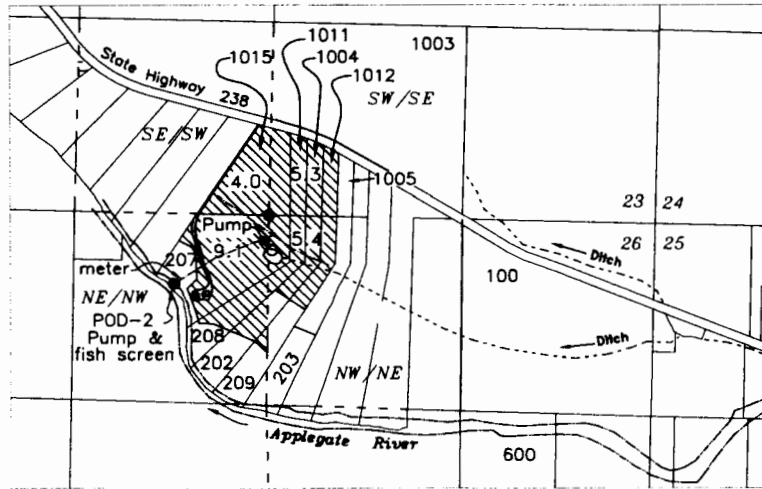 1011
1015
1004
1003
1012
State Highway
238
SW/SE
SE/SW
4.0
5.3
1005
23 24
26 25
Pump
5.4
9.1
Ditch
207
meter
100
NE/NW
POD-2
Pump &
fish screen
208
202
209
203
NW/NE
Ditch
Applegate River
600